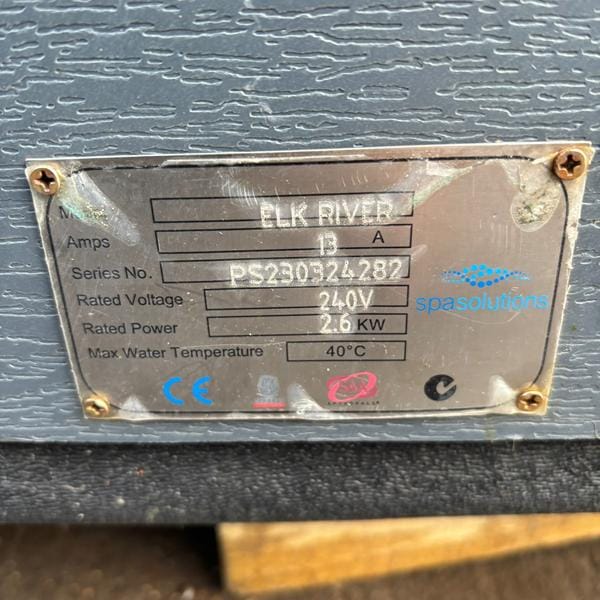 ELK RIVER
Amps 13 A
Series No. PS230324282
Rated Voltage 240V
Rated Power 2.6 KW
Max Water Temperature 40°C
spasolutions
CE